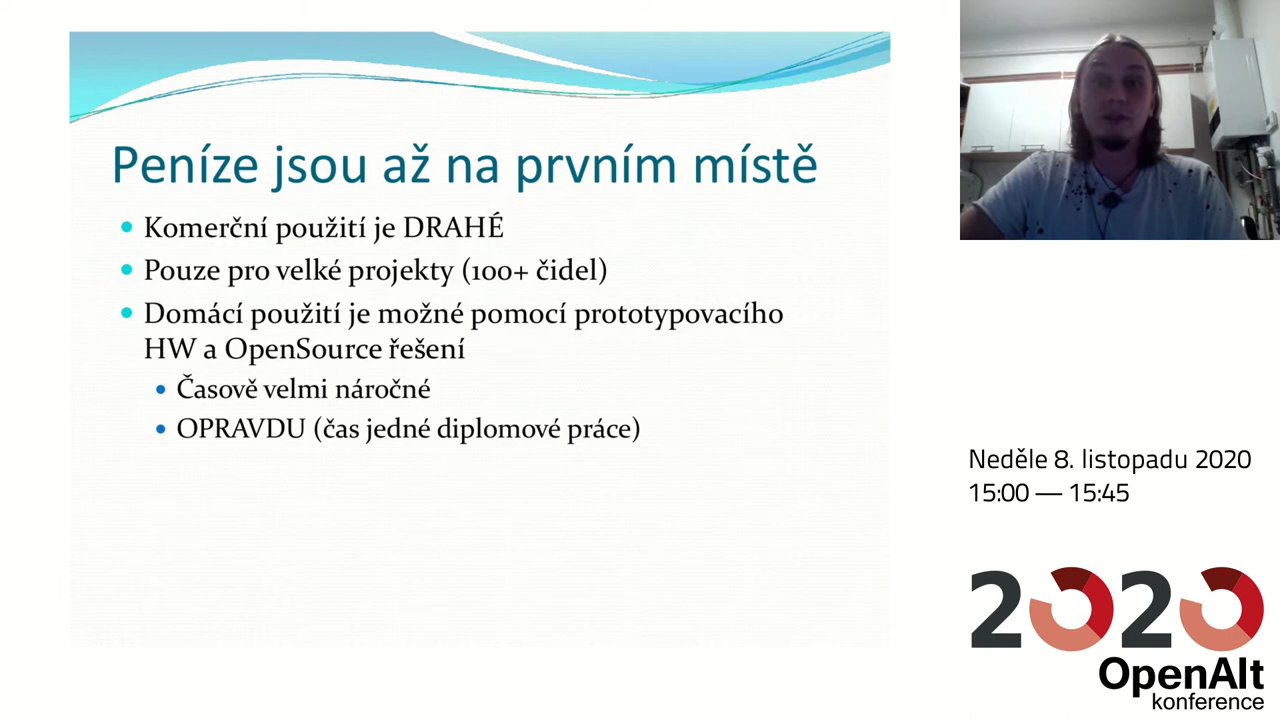 Peníze jsou až na prvním místě
Komerční použití je DRAHÉ
Pouze pro velké projekty (100+ čidel)
Domácí použití je možné pomocí prototypovacího
HW a OpenSource řešení
Časově velmi náročné
OPRAVDU (čas jedné diplomové práce)
Neděle 8. listopadu 2020
15:00 — 15:45
2020
OpenAlt
konference